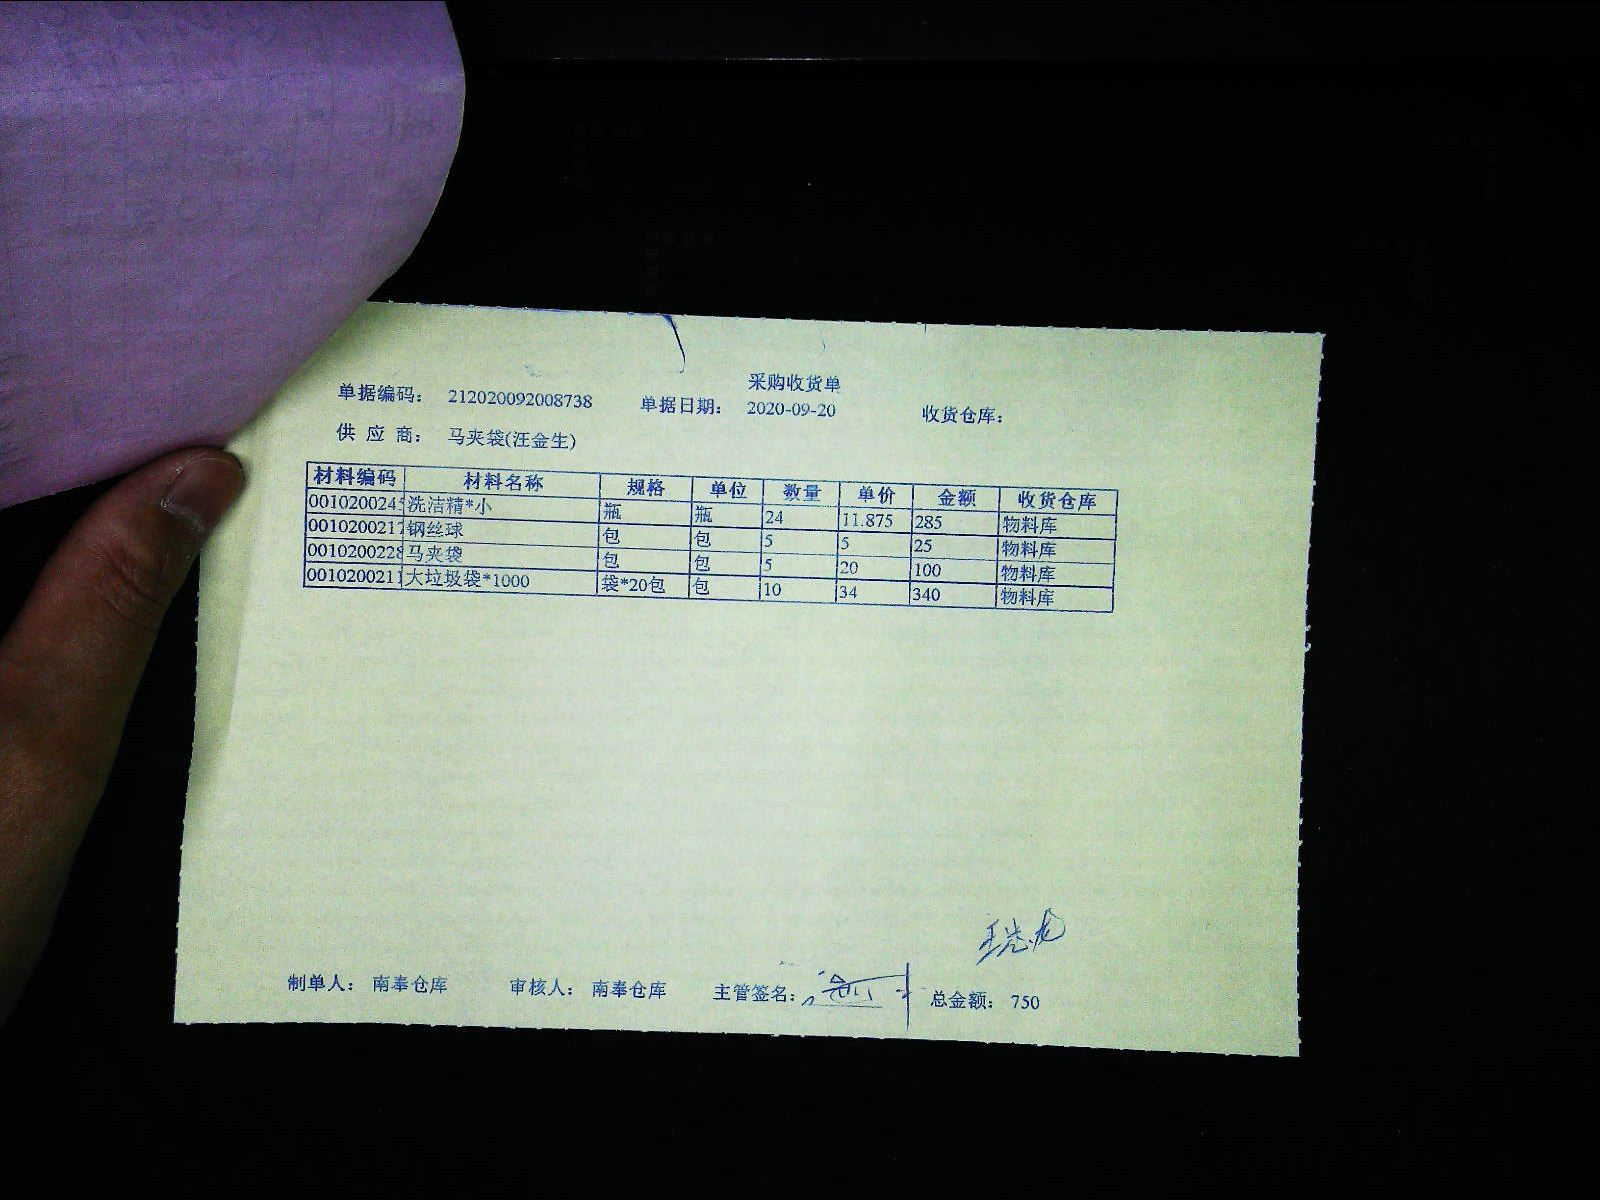 采购收货单
单据编码： 212020092008738 单据日期： 2020-09-20 收货仓库：
供 应 商： 马夹袋(汪金生)
材料编码 材料名称 规格 单位 数量 单价 金额 收货仓库
001020024 洗洁精*小 瓶 瓶 24 11.875 285 物料库
001020021 钢丝球 包 包 5 5 25 物料库
0010200228 马夹袋 包 包 5 20 100 物料库
001020021 大垃圾袋*1000 袋*20包 包 10 34 340 物料库
制单人： 南奉仓库 审核人： 南奉仓库 主管签名： 总金额： 750